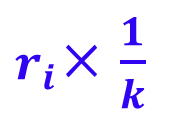 rᵢ × 1/k